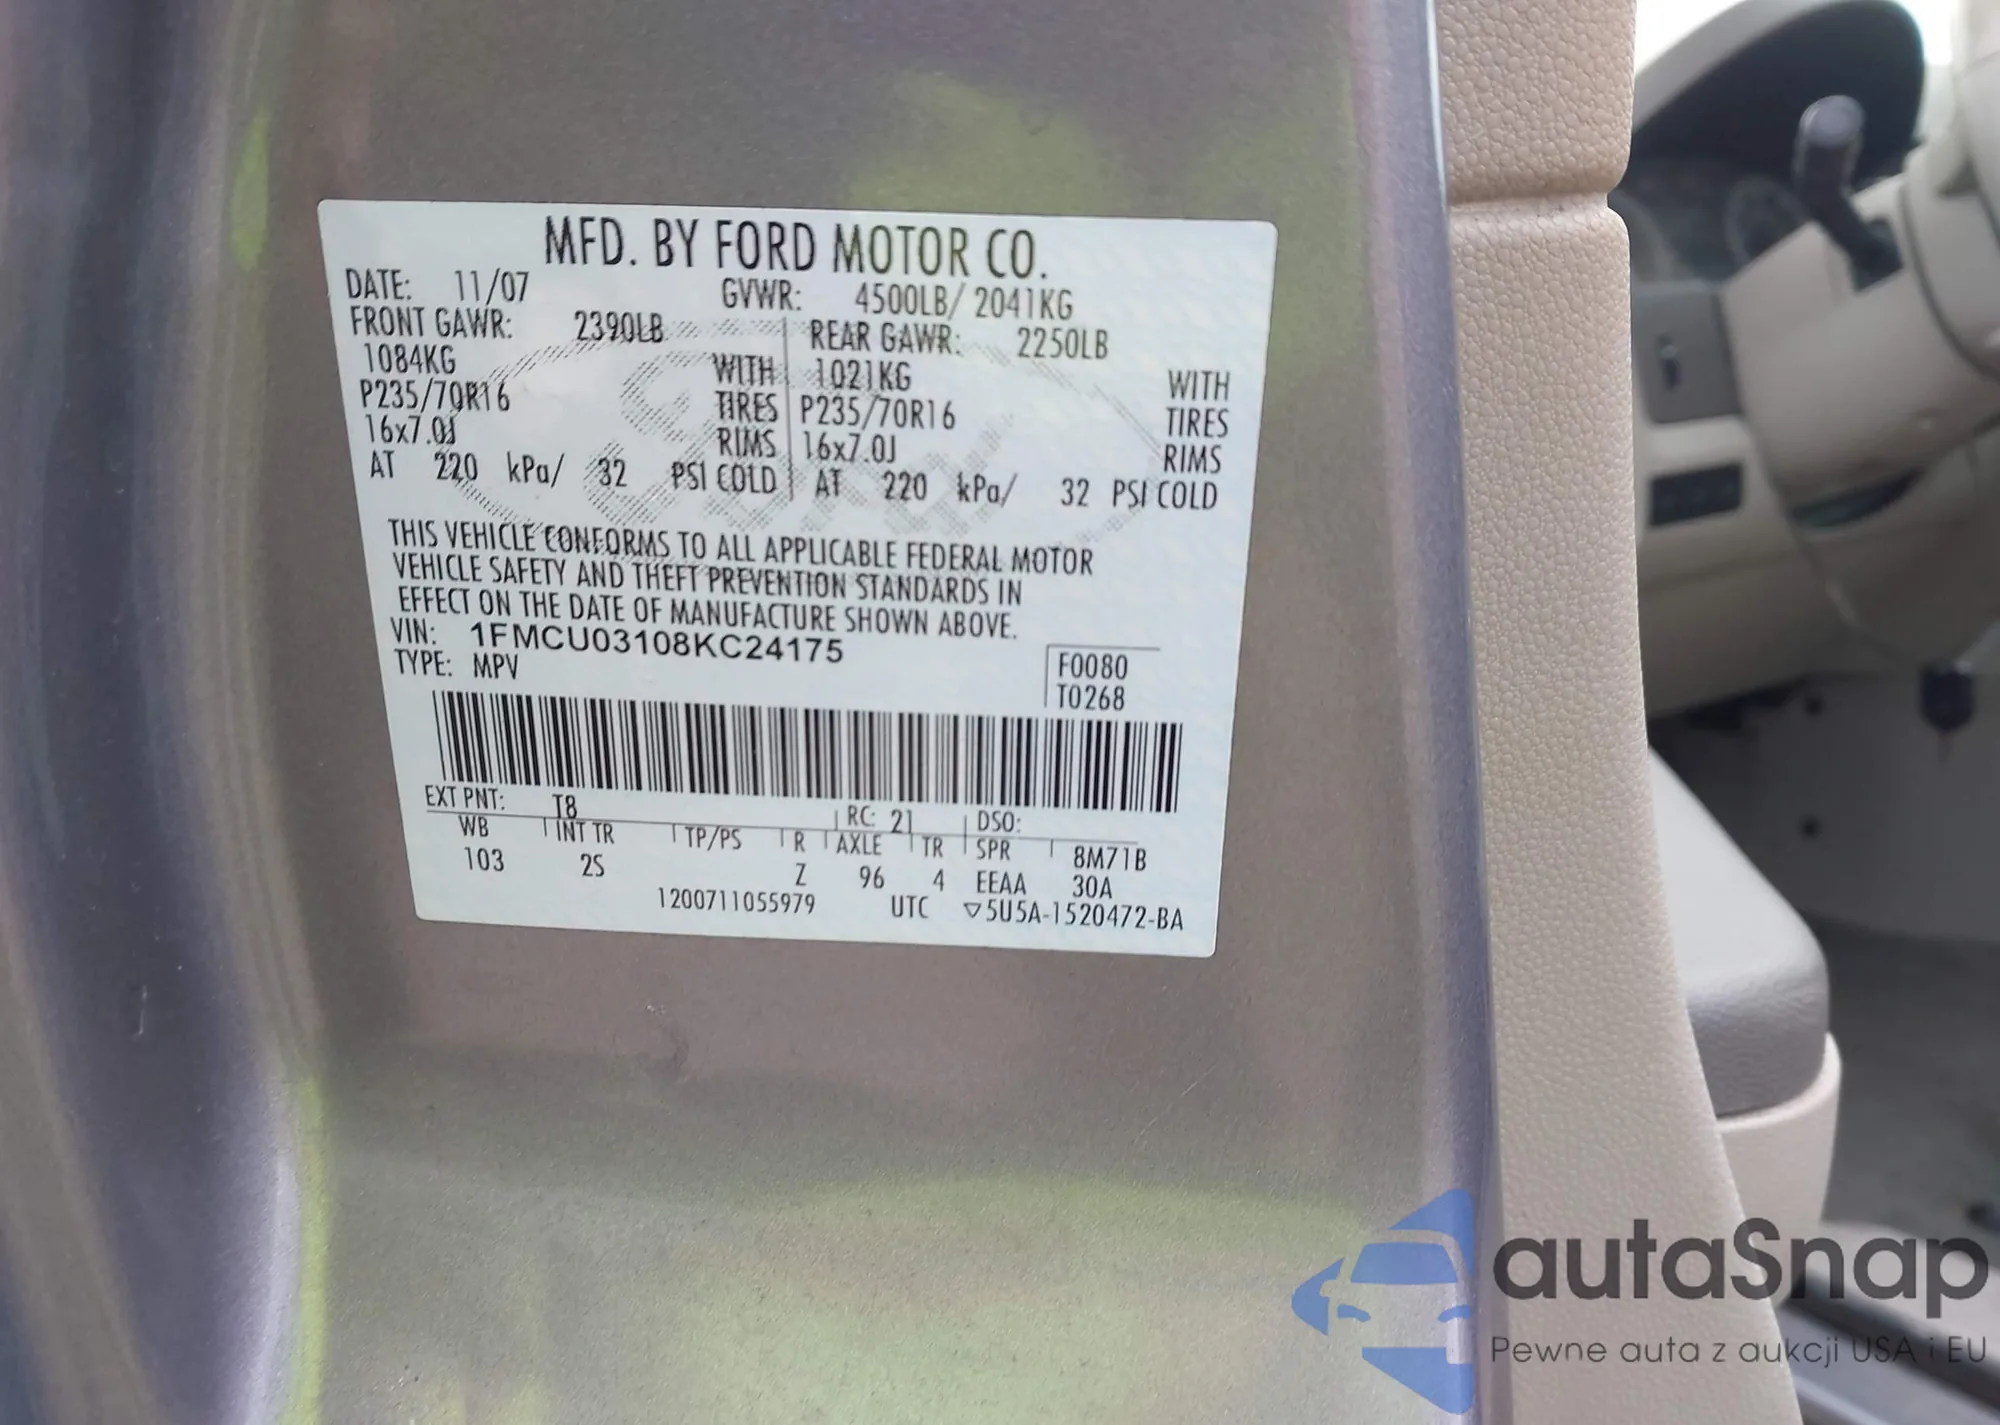 MFD. BY FORD MOTOR CO.
DATE: 11/07 GVWR: 4500LB/ 2041KG
FRONT GAWR: 2390LB REAR GAWR: 2250LB
1084KG WITH 1021KG WITH
P235/70R16 TIRES P235/70R16 TIRES
16x7.0J RIMS 16x7.0J RIMS
AT 220 kPa/ 32 PSI COLD AT 220 kPa/ 32 PSI COLD
THIS VEHICLE CONFORMS TO ALL APPLICABLE FEDERAL MOTOR
VEHICLE SAFETY AND THEFT PREVENTION STANDARDS IN
EFFECT ON THE DATE OF MANUFACTURE SHOWN ABOVE.
VIN: 1FMCU03108KC24175
TYPE: MPV F0080
T0268
EXT PNT: T8 RC: 21 DSO:
WB INT TR TP/PS R AXLE TR SPR 8M71B
103 2S Z 96 4 EEAA 30A
1200711055979 UTC ▽5U5A-1520472-BA
autaSnap
Pewne auta z aukcji USA i EU